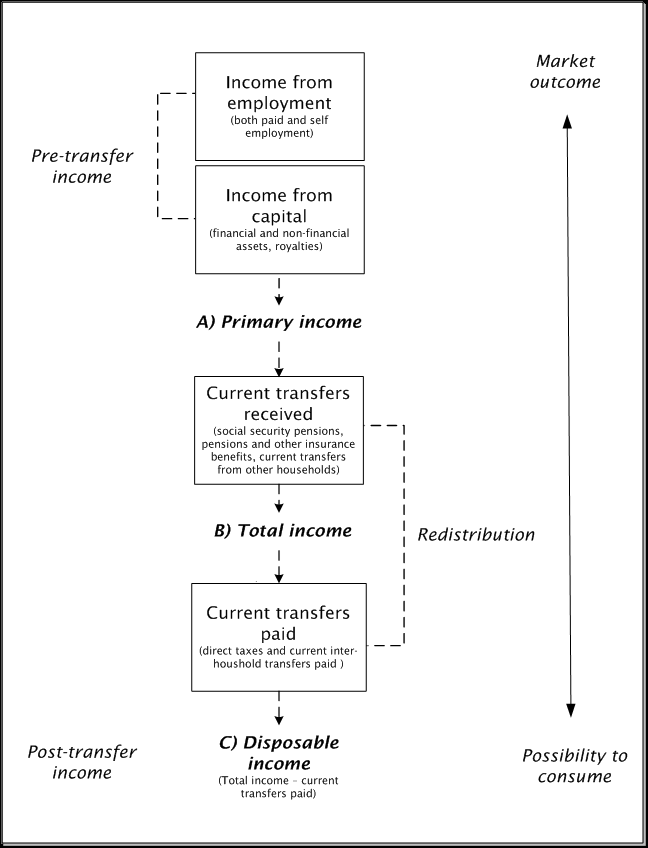 Income from
employment
(both paid and self
employment)
Market
outcome
Pre-transfer
income
Income from
capital
(financial and non-financial
assets, royalties)
A) Primary income
Current transfers
received
(social security pensions,
pensions and other insurance
benefits, current transfers
from other households)
B) Total income
Redistribution
Current transfers
paid
(direct taxes and current inter-
houshold transfers paid )
Post-transfer
income
C) Disposable
income
(Total income – current
transfers paid)
Possibility to
consume